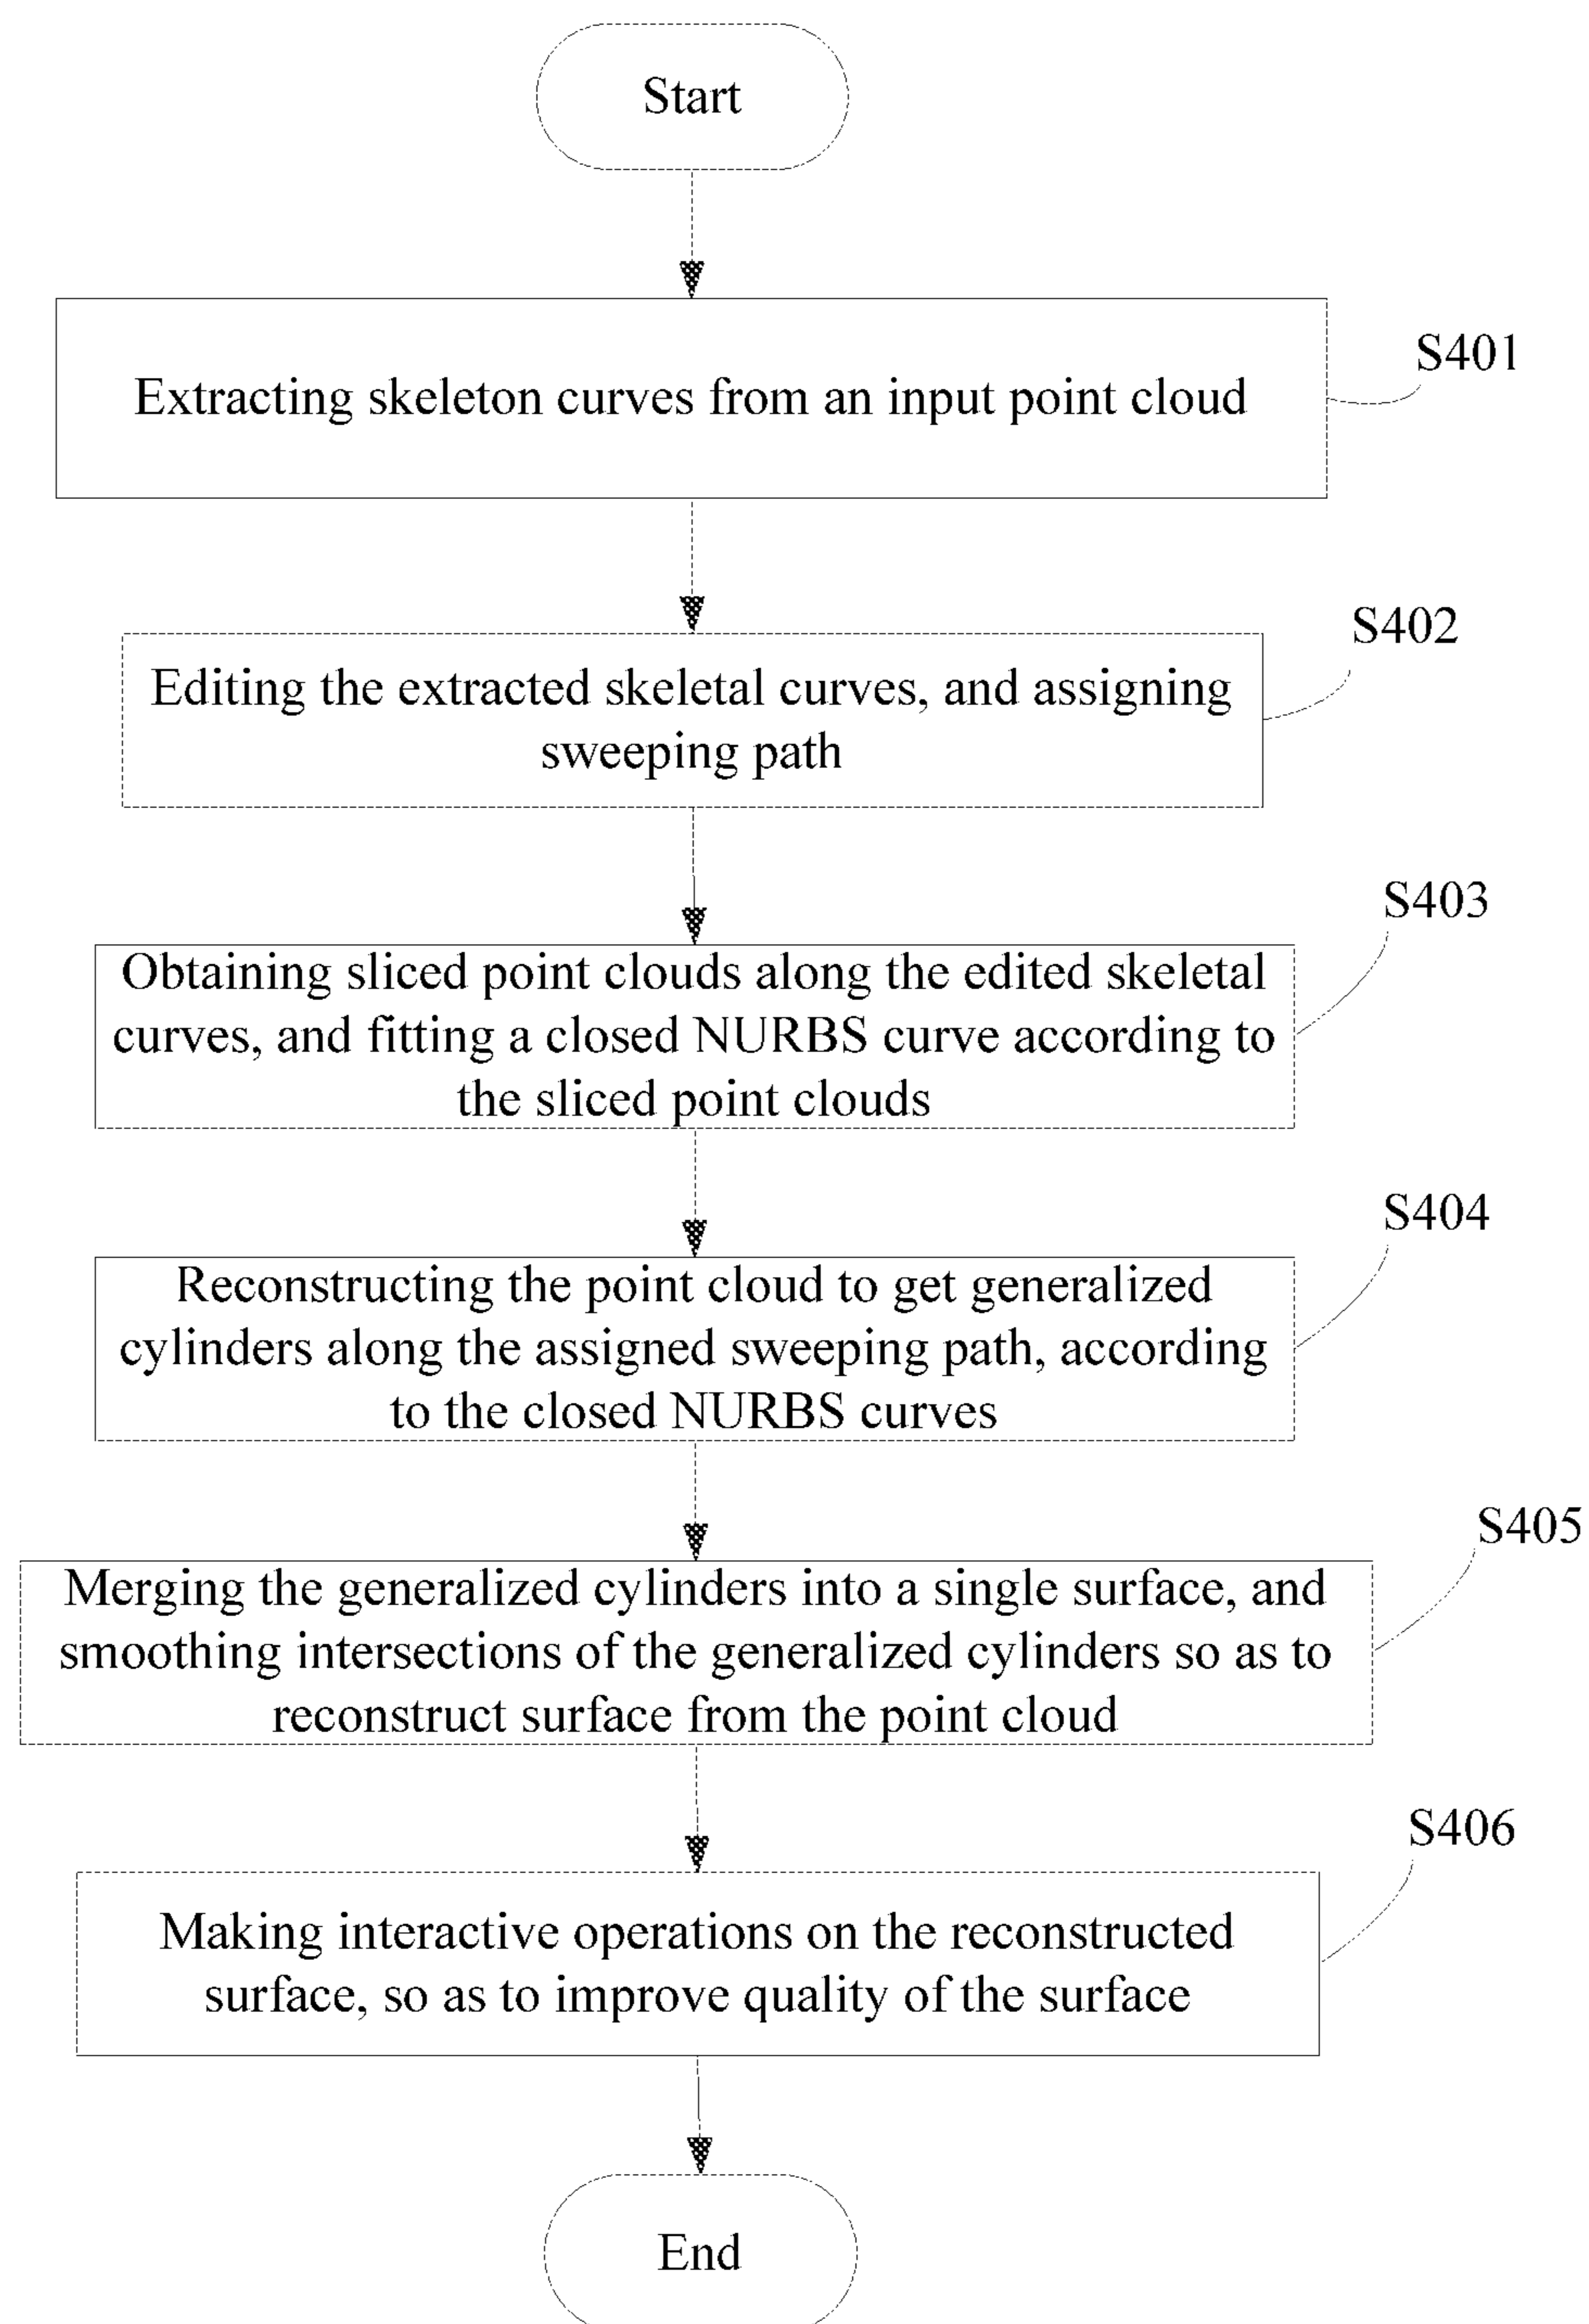 Start
Extracting skeleton curves from an input point cloud
S401
Editing the extracted skeletal curves, and assigning
sweeping path
S402
Obtaining sliced point clouds along the edited skeletal
curves, and fitting a closed NURBS curve according to
the sliced point clouds
S403
Reconstructing the point cloud to get generalized
cylinders along the assigned sweeping path, according
to the closed NURBS curves
S404
Merging the generalized cylinders into a single surface, and
smoothing intersections of the generalized cylinders so as to
reconstruct surface from the point cloud
S405
Making interactive operations on the reconstructed
surface, so as to improve quality of the surface
S406
End